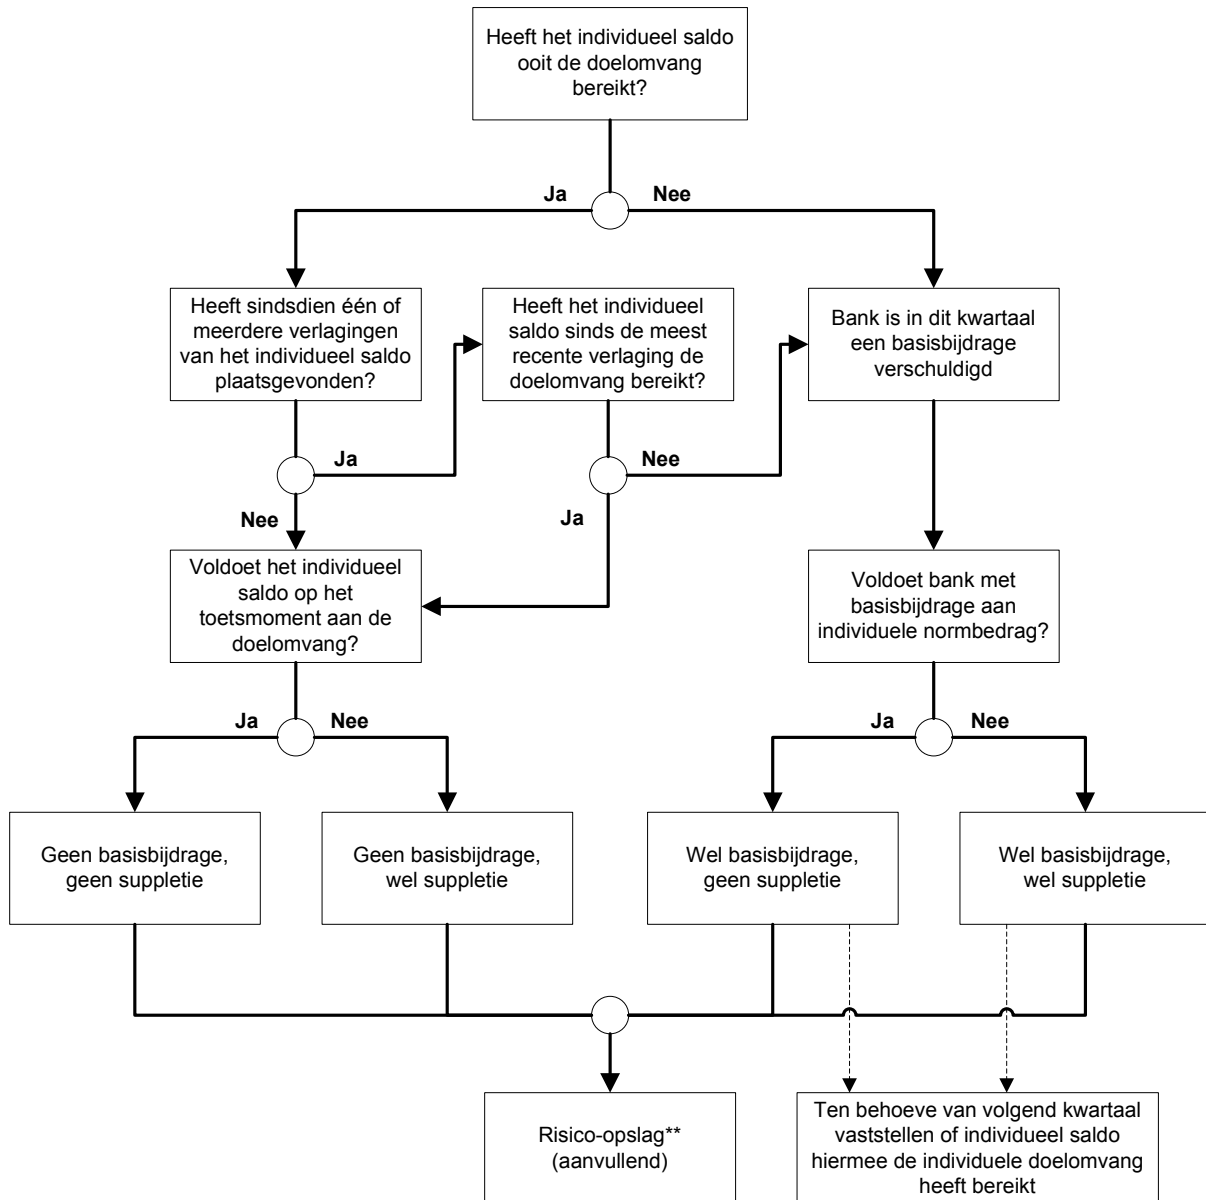 Heeft het individueel saldo
ooit de doelomvang
bereikt?
Ja
Nee
Heeft sindsdien één of
meerdere verlagingen
van het individueel saldo
plaatsgevonden?
Heeft het individueel
saldo sinds de meest
recente verlaging de
doelomvang bereikt?
Bank is in dit kwartaal
een basisbijdrage
verschuldigd
Ja
Nee
Nee
Ja
Voldoet het individueel
saldo op het
toetsmoment aan de
doelomvang?
Voldoet bank met
basisbijdrage aan
individuele normbedrag?
Ja
Nee
Ja
Nee
Geen basisbijdrage,
geen suppletie
Geen basisbijdrage,
wel suppletie
Wel basisbijdrage,
geen suppletie
Wel basisbijdrage,
wel suppletie
Risico-opslag**
(aanvullend)
Ten behoeve van volgend kwartaal
vaststellen of individueel saldo
hiermee de individuele doelomvang
heeft bereikt